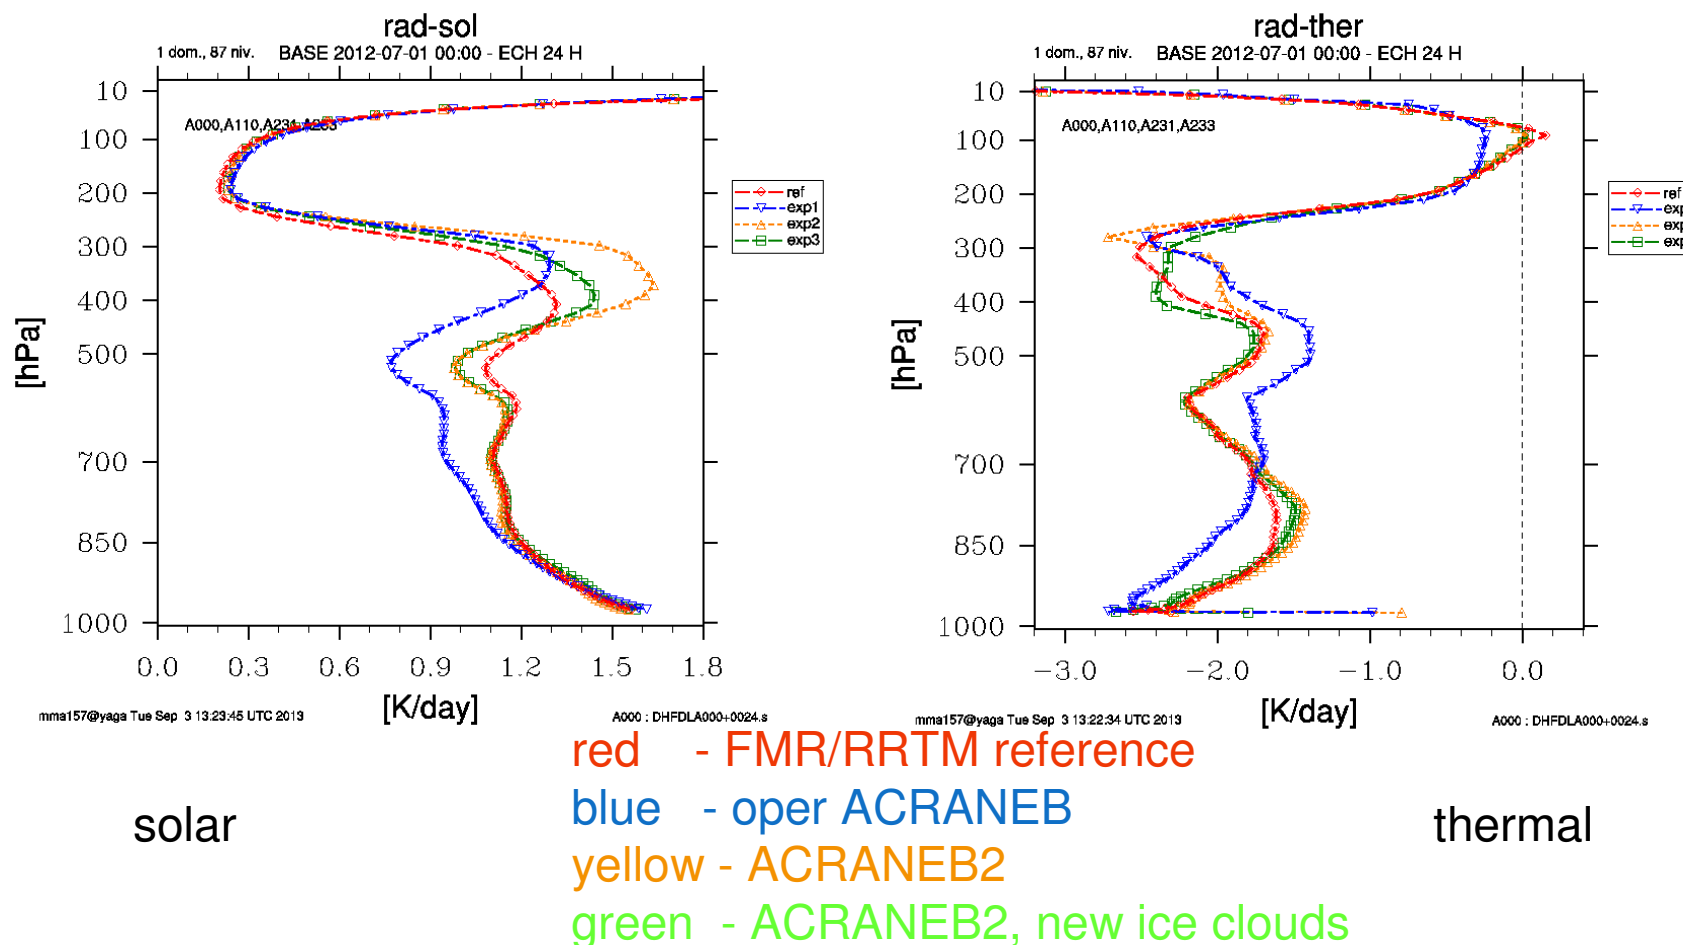 rad-sol
1 dom., 87 niv. BASE 2012-07-01 00:00 - ECH 24 H
A000,A110,A231,A233
10
100
200
300
400
500
700
850
1000
[hPa]
0.0 0.3 0.6 0.9 1.2 1.5 1.8
[K/day]
ref
exp1
exp2
exp3
mma157@yaga Tue Sep 3 13:23:45 UTC 2013
A000 : DHFDLA000+0024.s
rad-ther
1 dom., 87 niv. BASE 2012-07-01 00:00 - ECH 24 H
A000,A110,A231,A233
10
100
200
300
400
500
700
850
1000
[hPa]
−3.0 −2.0 −1.0 0.0
[K/day]
ref
exp
exp
exp
mma157@yaga Tue Sep 3 13:22:34 UTC 2013
A000 : DHFDLA000+0024.s
red - FMR/RRTM reference
blue - oper ACRANEB
yellow - ACRANEB2
green - ACRANEB2, new ice clouds
solar
thermal